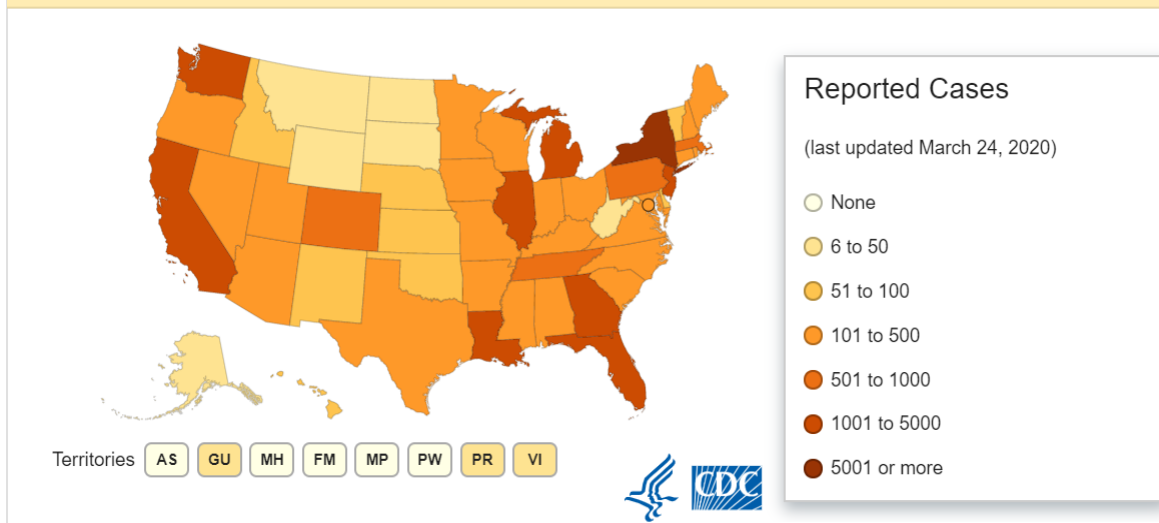 Reported Cases
(last updated March 24, 2020)
None
6 to 50
51 to 100
101 to 500
501 to 1000
1001 to 5000
5001 or more
Territories AS GU MH FM MP PW PR VI
CDC